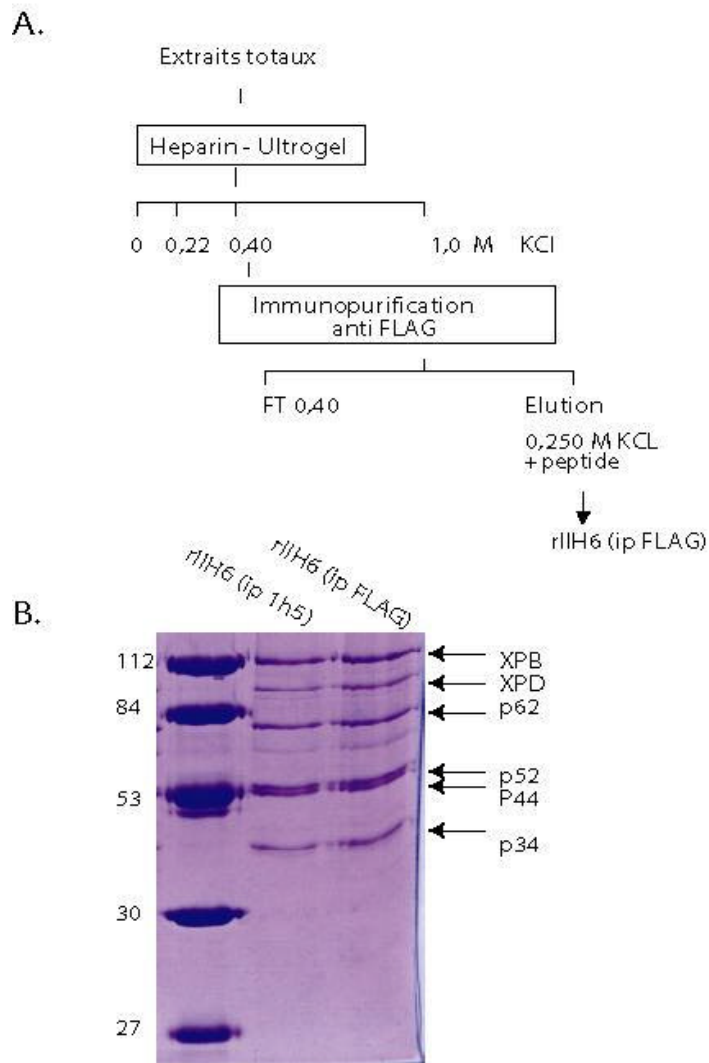 A.
Extraits totaux
Heparin - Ultrogel
0 0,22 0,40 1,0 M KCl
Immunopurification
anti FLAG
FT 0,40 Elution
0,250 M KCL
+ peptide
rIIH6 (ip FLAG)
B.
rIIH6 (ip 1h5)
rIIH6 (ip FLAG)
112
84
53
30
27
XPB
XPD
p62
p52
P44
p34